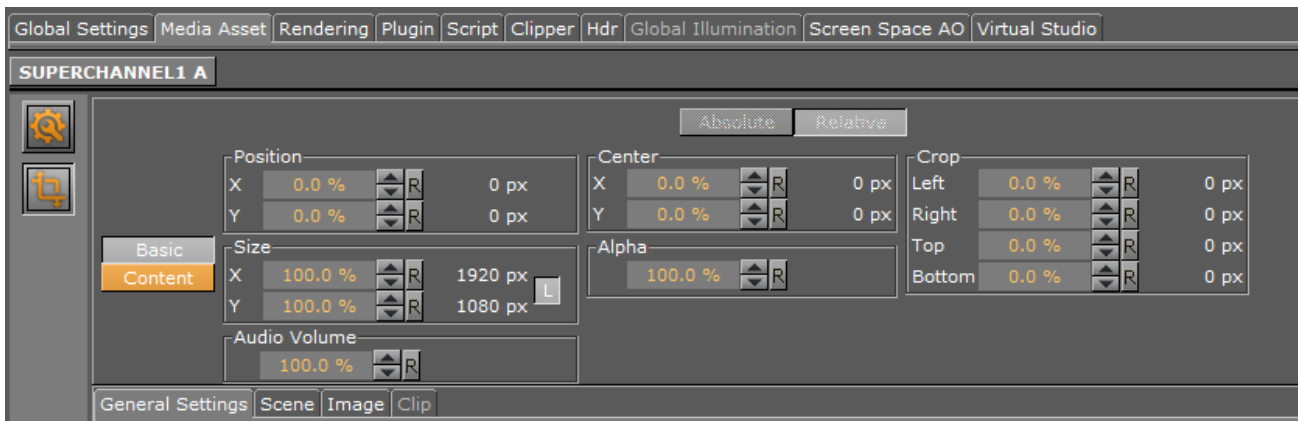 Global Settings Media Asset Rendering Plugin Script Clipper Hdr Global Illumination Screen Space AO Virtual Studio
SUPERCHANNEL1 A
Absolute Relative
Position Center Crop
X 0.0 % R 0 px X 0.0 % R 0 px Left 0.0 % R 0 px
Y 0.0 % R 0 px Y 0.0 % R 0 px Right 0.0 % R 0 px
Basic Size Alpha Top 0.0 % R 0 px
Content X 100.0 % R 1920 px L 100.0 % R Bottom 0.0 % R 0 px
Y 100.0 % R 1080 px
Audio Volume
100.0 % R
General Settings Scene Image Clip